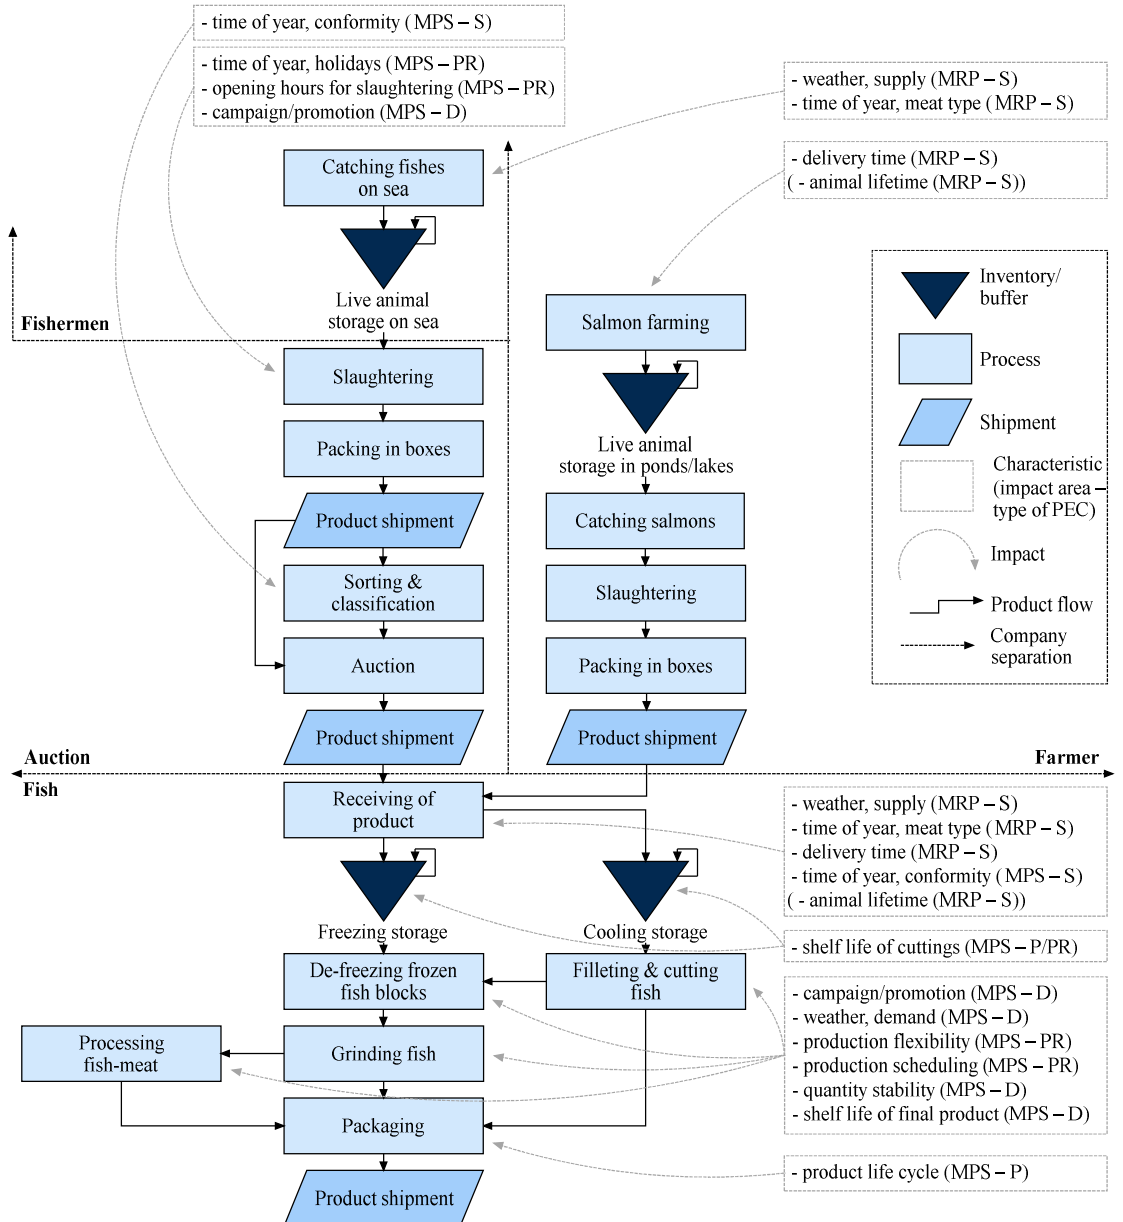 - time of year, conformity (MPS – S)
- time of year, holidays (MPS – PR)
- opening hours for slaughtering (MPS – PR)
- campaign/promotion (MPS – D)
- weather, supply (MRP – S)
- time of year, meat type (MRP – S)
- delivery time (MRP – S)
( - animal lifetime (MRP – S))
Catching fishes
on sea
Live animal
storage on sea
Fishermen
Slaughtering
Packing in boxes
Product shipment
Sorting &
classification
Auction
Product shipment
Salmon farming
Live animal
storage in ponds/lakes
Catching salmons
Slaughtering
Packing in boxes
Product shipment
Inventory/
buffer
Process
Shipment
Characteristic
(impact area –
type of PEC)
Impact
Product flow
Company
separation
Auction
Farmer
Fish
Receiving of
product
Freezing storage
Cooling storage
De-freezing frozen
fish blocks
Filleting & cutting
fish
Processing
fish-meat
Grinding fish
Packaging
Product shipment
- weather, supply (MRP – S)
- time of year, meat type (MRP – S)
- delivery time (MRP – S)
- time of year, conformity (MPS – S)
( - animal lifetime (MRP – S))
- shelf life of cuttings (MPS – P/PR)
- campaign/promotion (MPS – D)
- weather, demand (MPS – D)
- production flexibility (MPS – PR)
- production scheduling (MPS – PR)
- quantity stability (MPS – D)
- shelf life of final product (MPS – D)
- product life cycle (MPS – P)